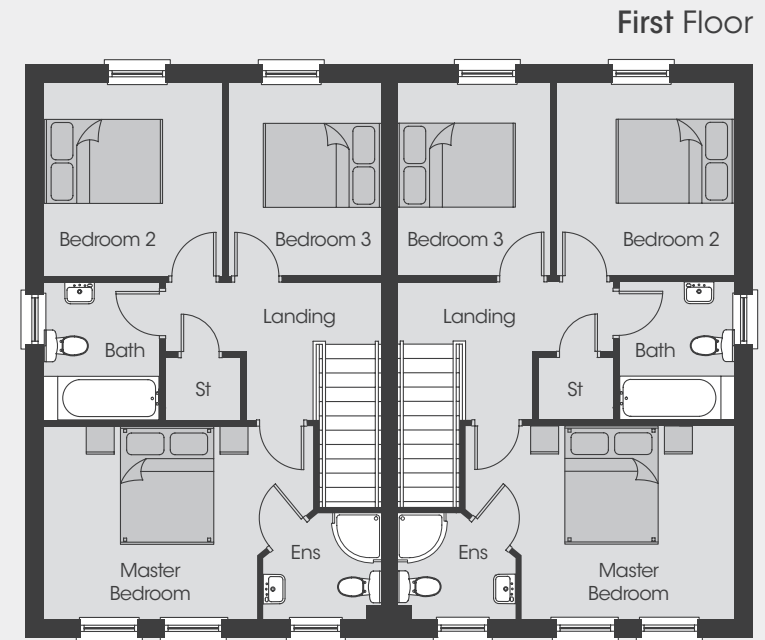 First Floor
Bedroom 2
Bedroom 3
Bedroom 3
Bedroom 2
Landing
Landing
Bath
Bath
St
St
Ens
Ens
Master
Bedroom
Master
Bedroom